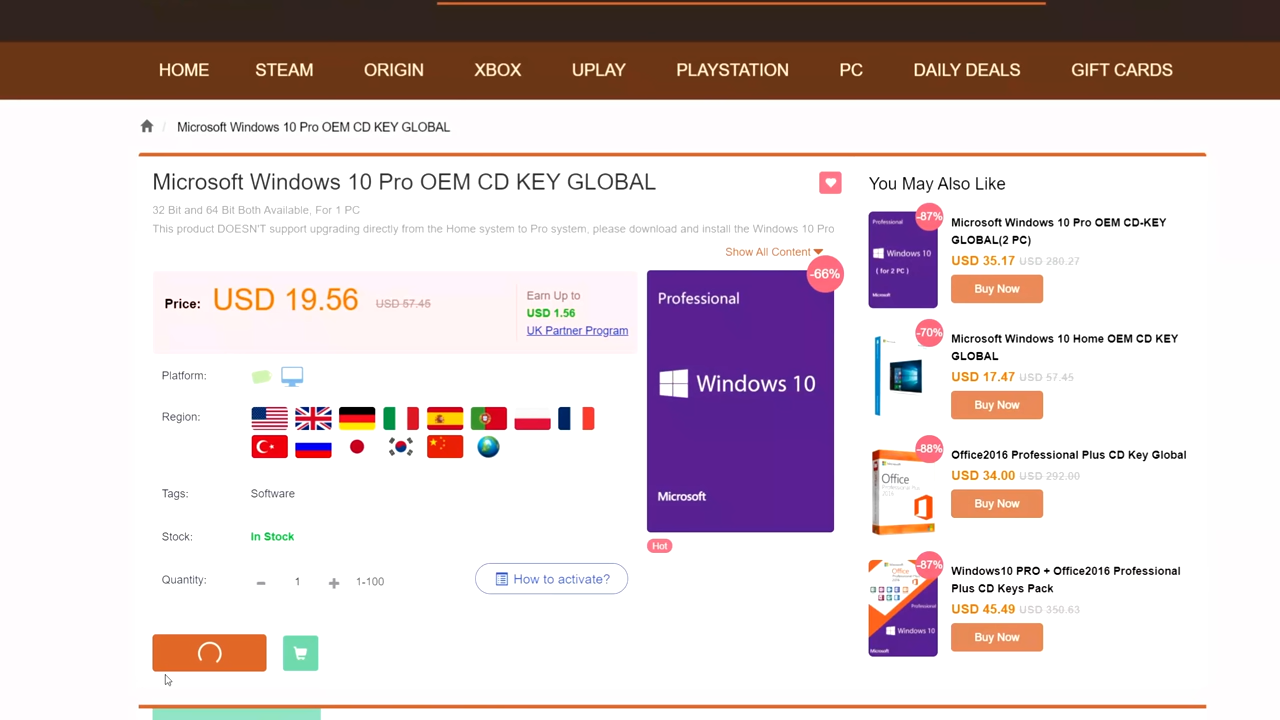 HOME STEAM ORIGIN XBOX UPLAY PLAYSTATION PC DAILY DEALS GIFT CARDS
/ Microsoft Windows 10 Pro OEM CD KEY GLOBAL
Microsoft Windows 10 Pro OEM CD KEY GLOBAL
32 Bit and 64 Bit Both Available, For 1 PC
This product DOESN'T support upgrading directly from the Home system to Pro system, please download and install the Windows 10 Pro
Show All Content
Price: USD 19.56 USD 57.45
Earn Up to
USD 1.56
UK Partner Program
-66%
Professional
Windows 10
Microsoft
Hot
Platform:
Region:
Tags: Software
Stock: In Stock
Quantity: - 1 + 1-100
How to activate?
You May Also Like
-87%
Professional
Windows 10
( for 2 PC )
Microsoft
Microsoft Windows 10 Pro OEM CD-KEY
GLOBAL(2 PC)
USD 35.17 USD 280.27
Buy Now
-70%
Microsoft Windows 10 Home OEM CD KEY
GLOBAL
USD 17.47 USD 57.45
Buy Now
-88%
Office
Office2016 Professional Plus CD Key Global
USD 34.00 USD 292.00
Buy Now
-87%
Windows 10
Microsoft
Windows10 PRO + Office2016 Professional
Plus CD Keys Pack
USD 45.49 USD 350.63
Buy Now